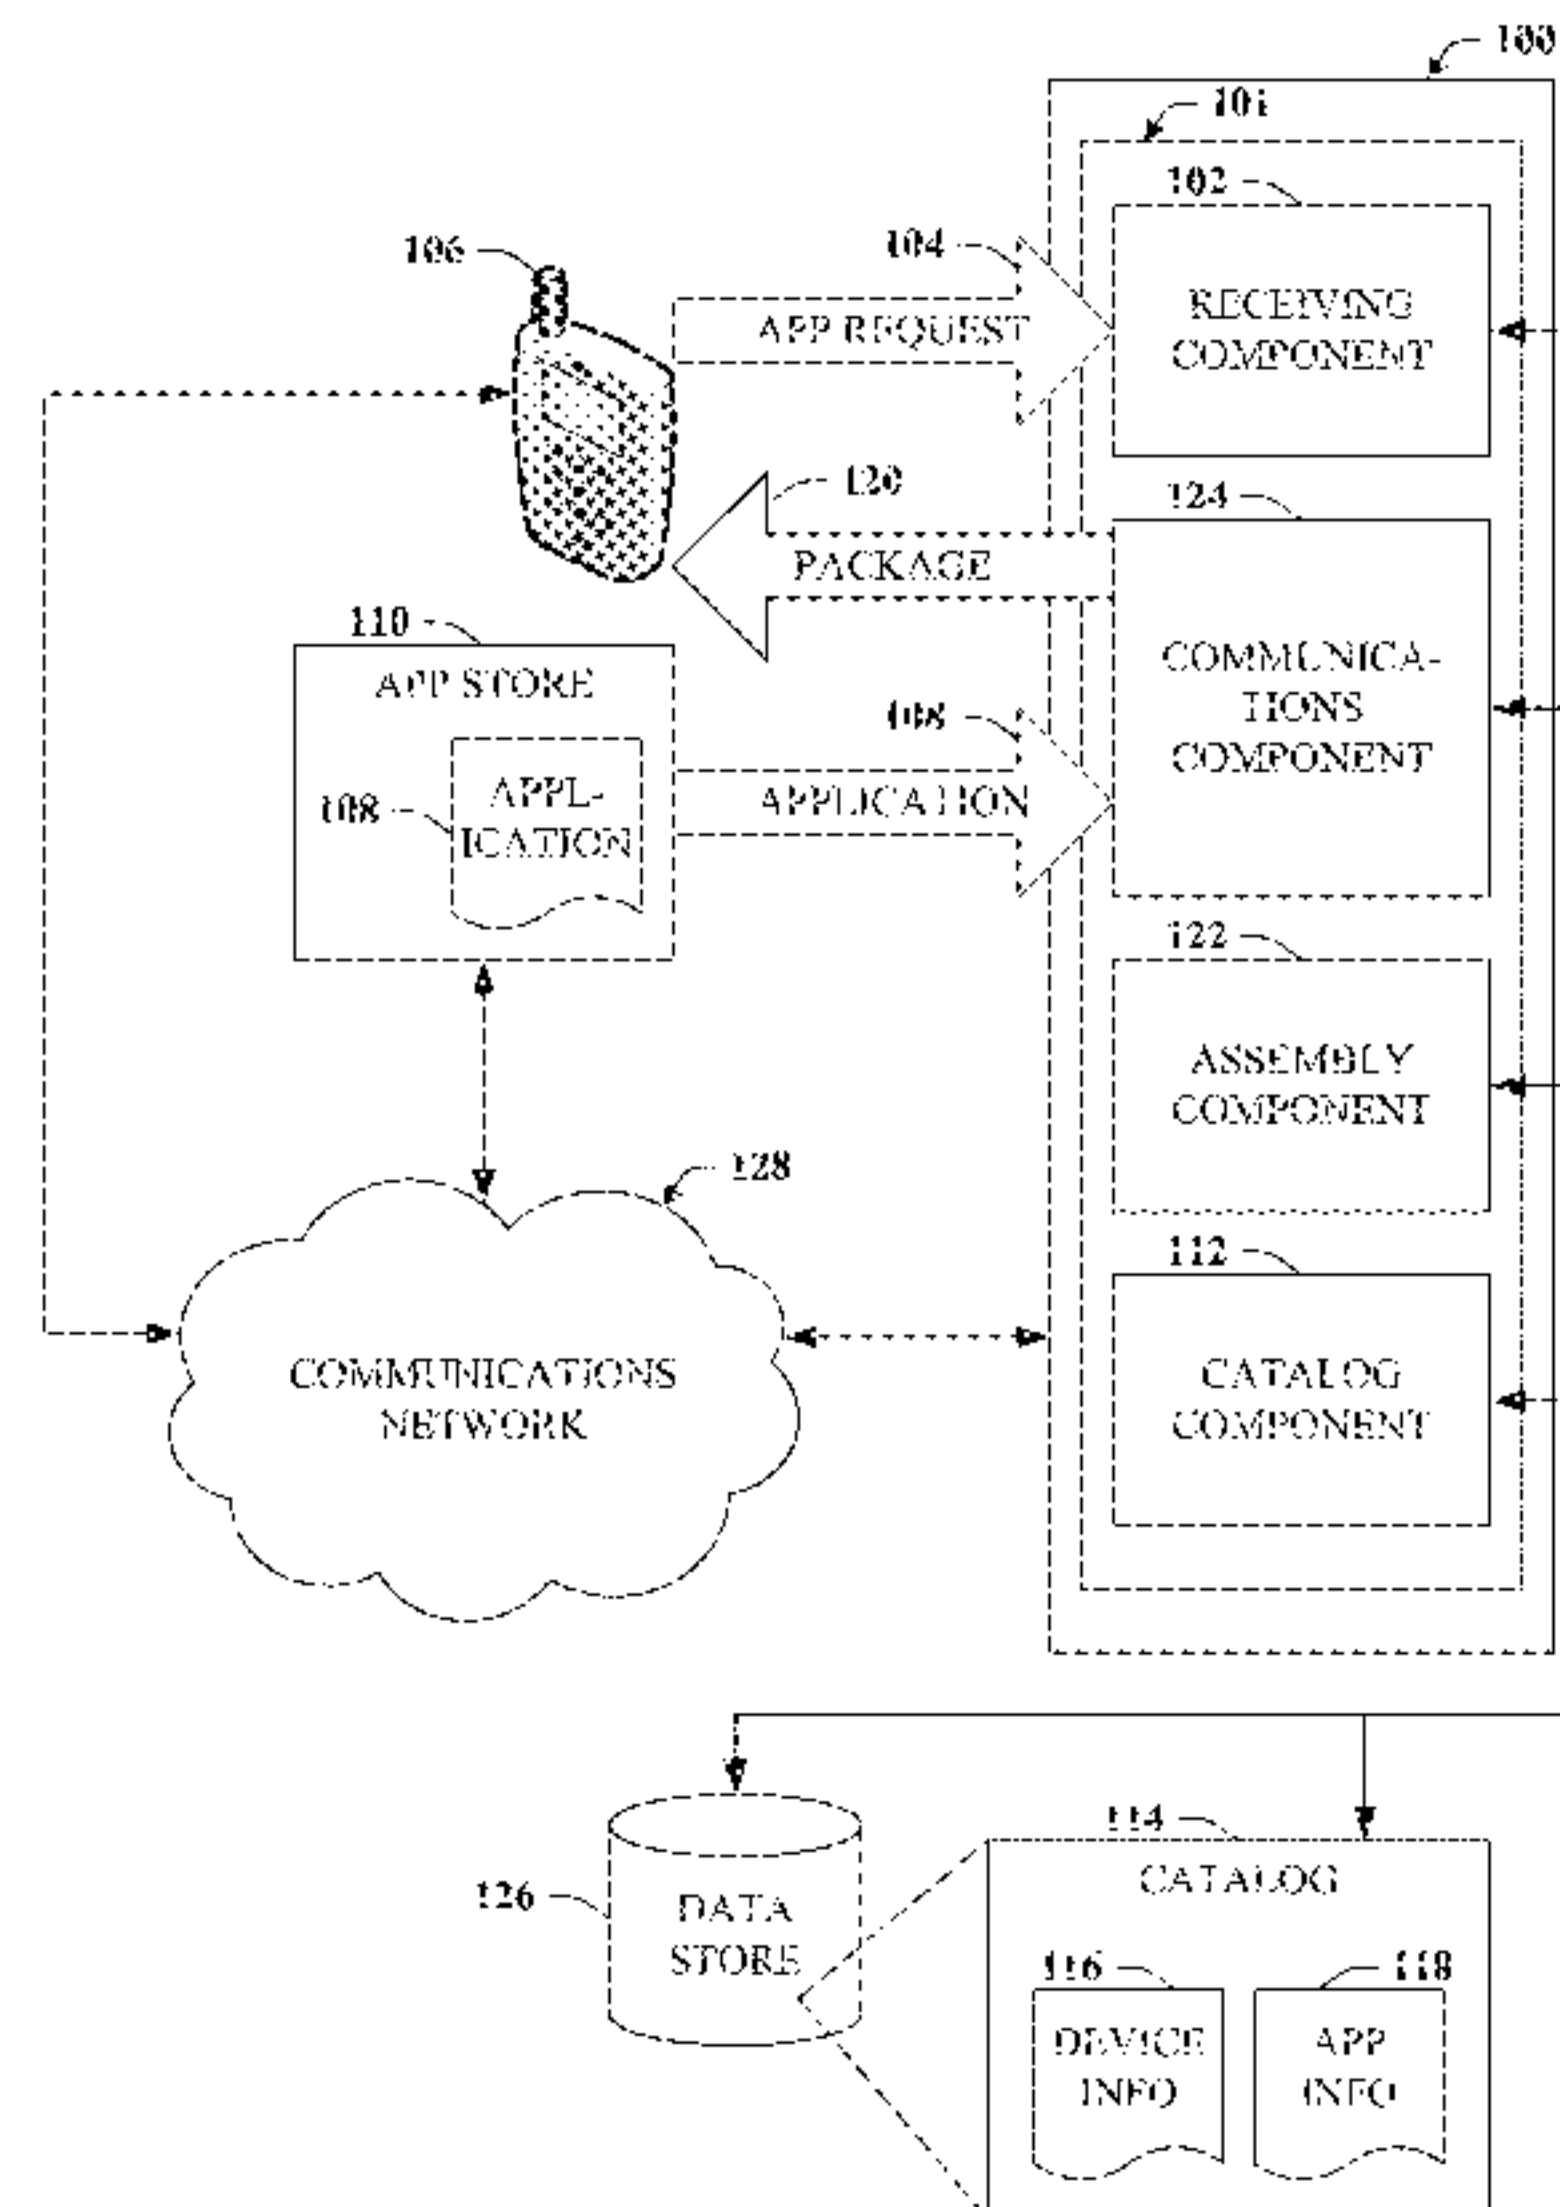 100
101
102
106
104
RECEIVING
COMPONENT
APP REQUEST
120
124
PACKAGE
110
APP STORE
COMMUNICA-
TIONS
COMPONENT
108
APPL-
ICATION
108
APPLICATION
122
ASSEMBLY
COMPONENT
128
112
COMMUNICATIONS
NETWORK
CATALOG
COMPONENT
114
CATALOG
126
DATA
STORE
116
118
DEVICE
INFO
APP
INFO